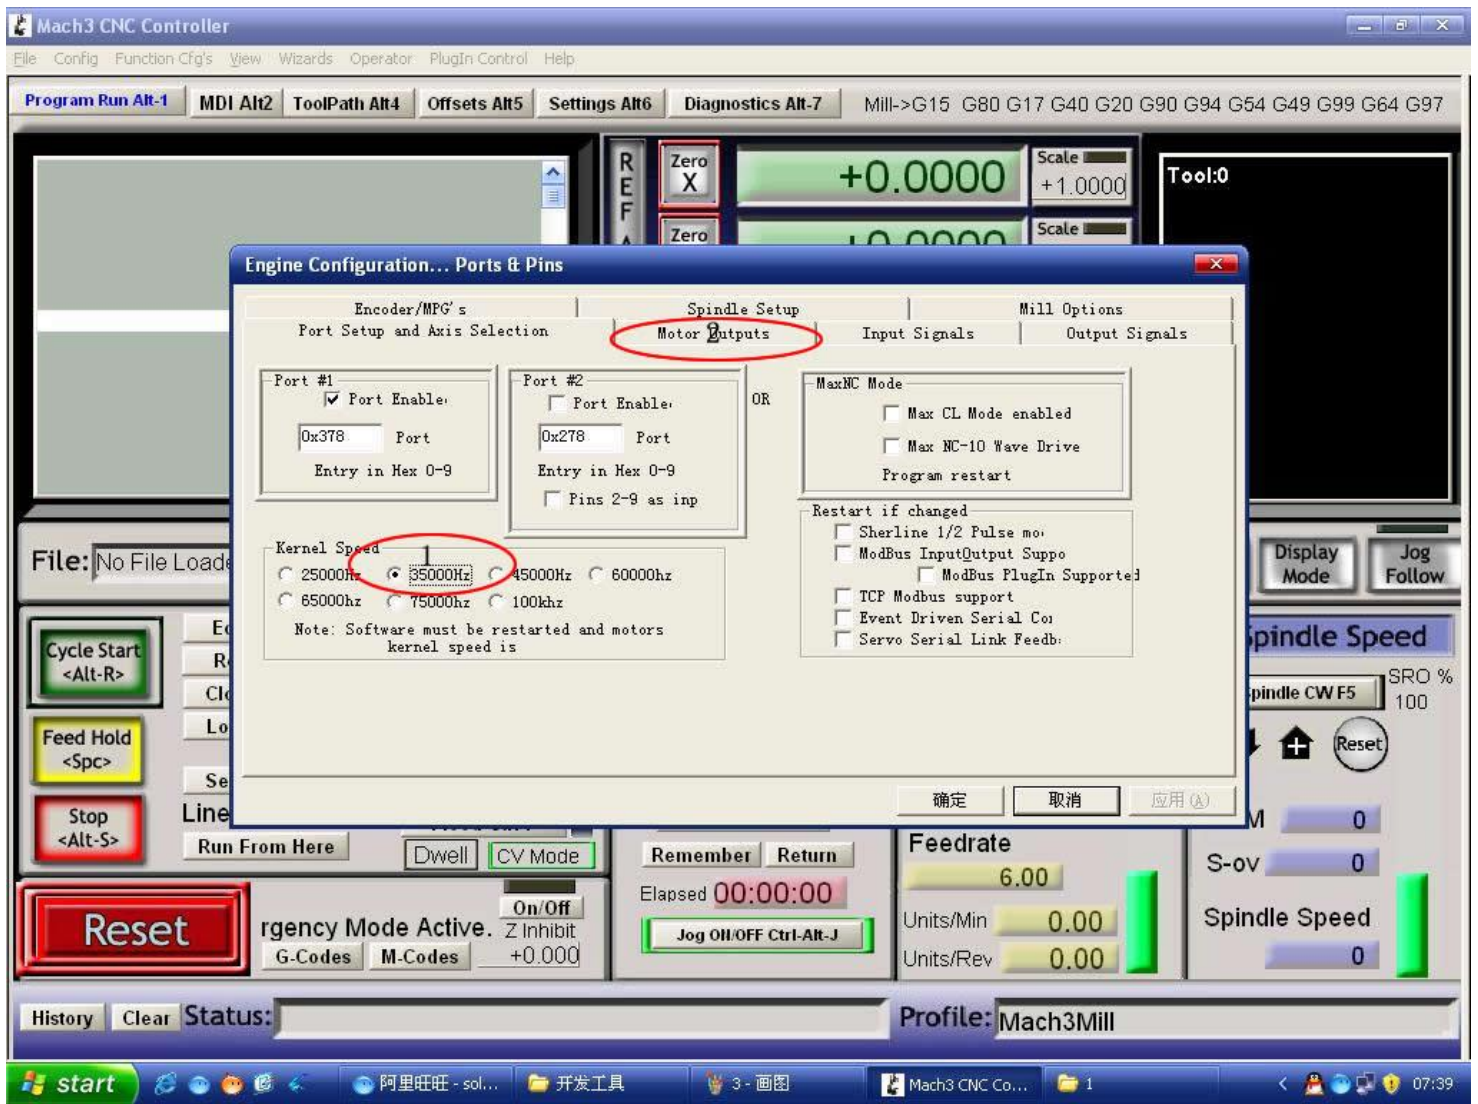 Mach3 CNC Controller
File Config Function Cfg's View Wizards Operator PlugIn Control Help
Program Run Alt-1 MDI Alt2 ToolPath Alt4 Offsets Alt5 Settings Alt6 Diagnostics Alt-7 Mill->G15 G80 G17 G40 G20 G90 G94 G54 G49 G99 G64 G97
REF A
Zero X +0.0000 Scale +1.0000
Tool:0
Zero +0.0000 Scale
Engine Configuration... Ports & Pins
Encoder/MPG's Spindle Setup Mill Options
Port Setup and Axis Selection Motor Outputs Input Signals Output Signals
2
Port #1
Port Enable
0x378 Port
Entry in Hex 0-9
Port #2
Port Enable
0x278 Port
Entry in Hex 0-9
Pins 2-9 as inp
OR
MaxNC Mode
Max CL Mode enabled
Max NC-10 Wave Drive
Program restart
Restart if changed
Sherline 1/2 Pulse mo
ModBus InputOutput Suppo
ModBus PlugIn Supported
TCP Modbus support
Event Driven Serial Co
Servo Serial Link Feedb
Kernel Speed
1
25000Hz 35000Hz 45000Hz 60000hz
65000hz 75000hz 100khz
Note: Software must be restarted and motors
kernel speed is
确定 取消 应用(A)
File: No File Loade
Display Mode
Jog Follow
Cycle Start
<Alt-R>
Feed Hold
<Spc>
Stop
<Alt-S>
Ed
R
Clo
Lo
Se
Line
Run From Here
Dwell CV Mode
Reset
rgency Mode Active.
On/Off
Z Inhibit
+0.000
G-Codes M-Codes
Remember Return
Elapsed 00:00:00
Jog ON/OFF Ctrl-Alt-J
Feedrate
6.00
Units/Min 0.00
Units/Rev 0.00
Spindle Speed
pindle CW F5
SRO %
100
Reset
M 0
S-ov 0
Spindle Speed
0
History Clear Status:
Profile: Mach3Mill
start 阿里旺旺 - sol... 开发工具 3 - 画图 Mach3 CNC Co... 1 07:39